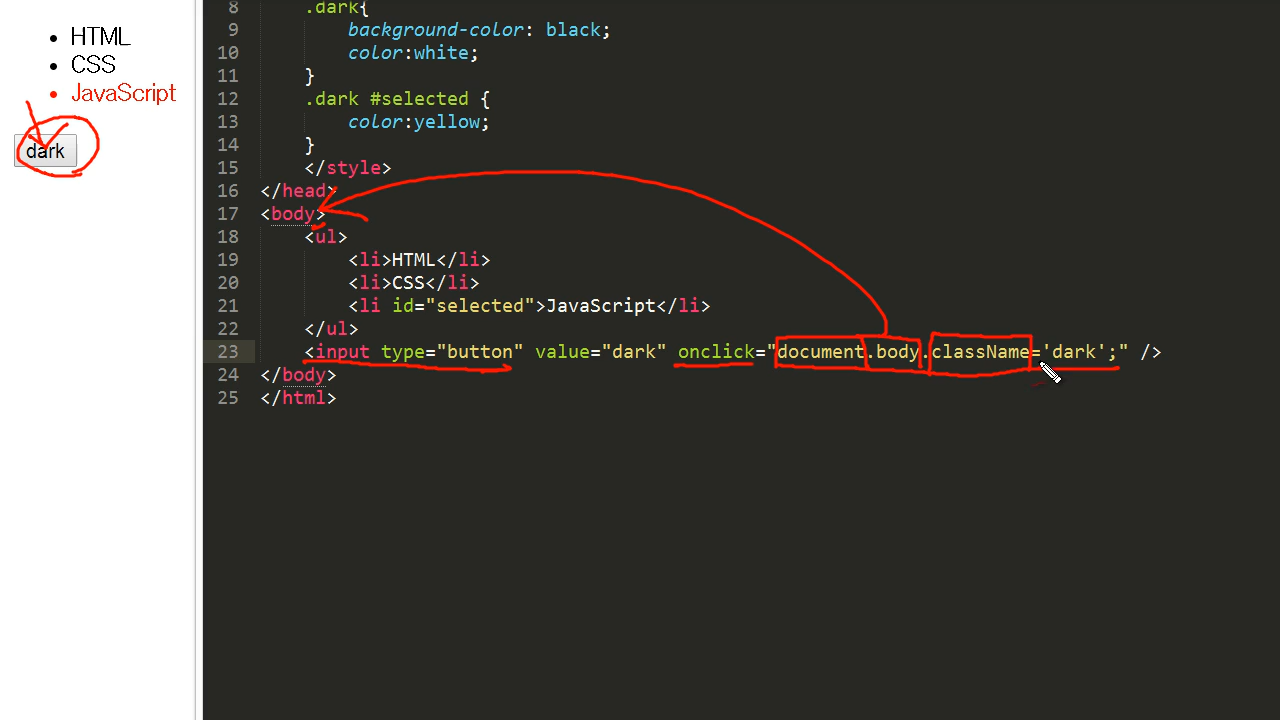 HTML
CSS
JavaScript
dark
8 .dark{
9 background-color: black;
10 color:white;
11 }
12 .dark #selected {
13 color:yellow;
14 }
15 </style>
16 </head>
17 <body>
18 <ul>
19 <li>HTML</li>
20 <li>CSS</li>
21 <li id="selected">JavaScript</li>
22 </ul>
23 <input type="button" value="dark" onclick="document.body.className='dark';" />
24 </body>
25 </html>